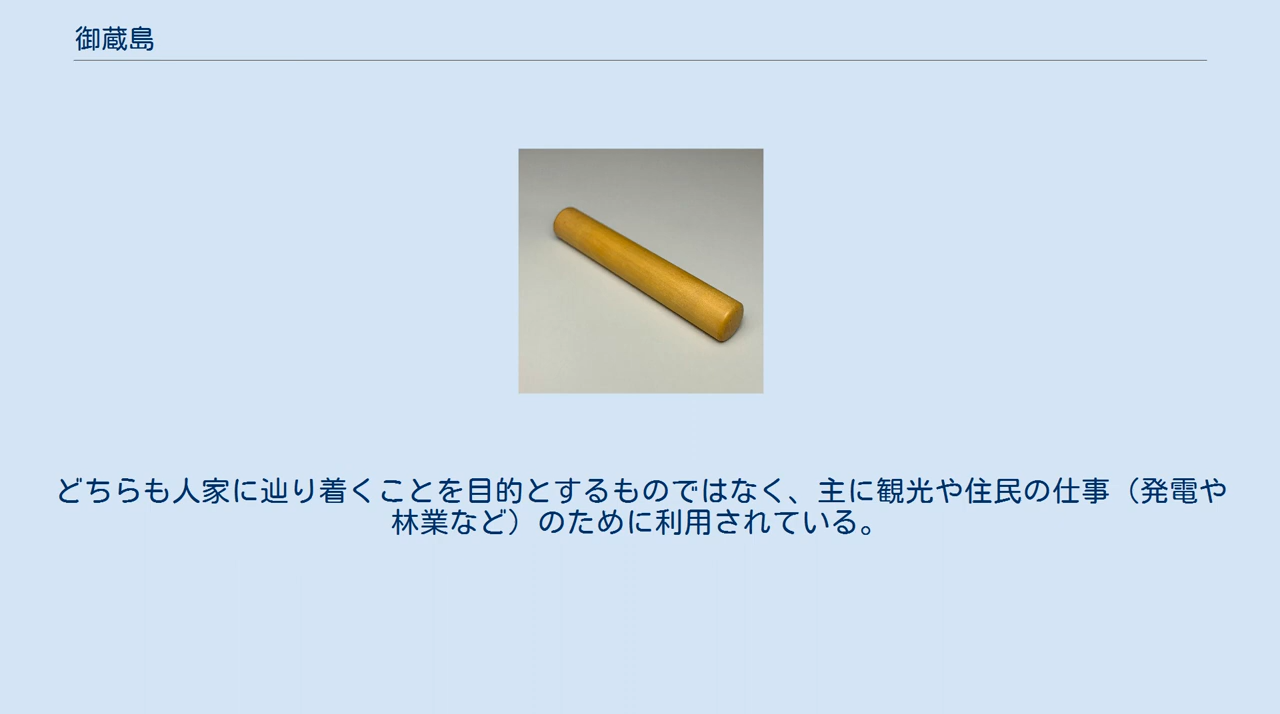 御蔵島
どちらも人家に辿り着くことを目的とするものではなく、主に観光や住民の仕事（発電や
林業など）のために利用されている。